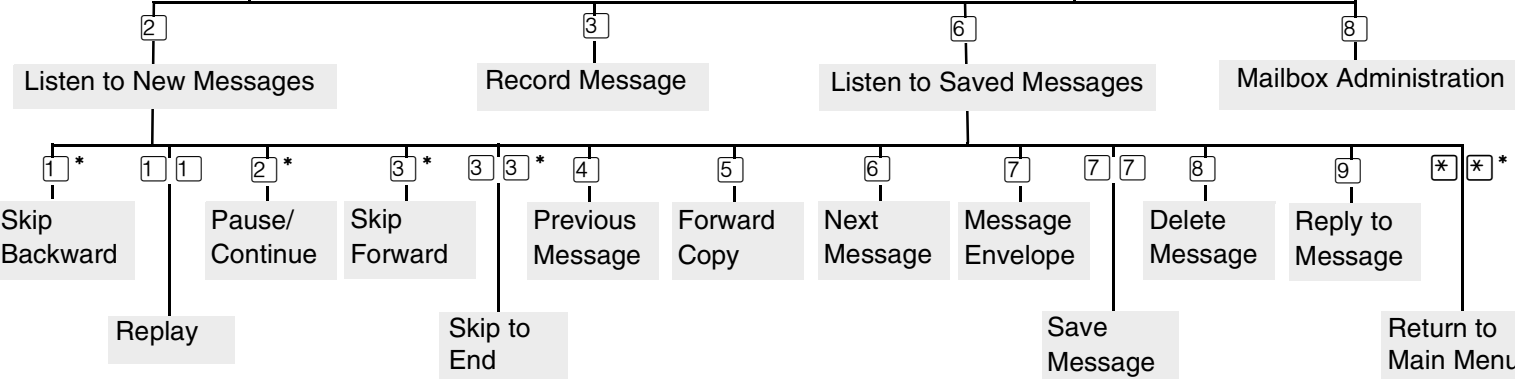 2 3 6 8
Listen to New Messages Record Message Listen to Saved Messages Mailbox Administration
1 * 1 1 2 * 3 * 3 3 * 4 5 6 7 7 7 8 9 * * *
Skip Pause/ Skip Previous Forward Next Message Delete Reply to
Backward Continue Forward Message Copy Message Envelope Message Message
Replay Skip to Save Return to
End Message Main Menu